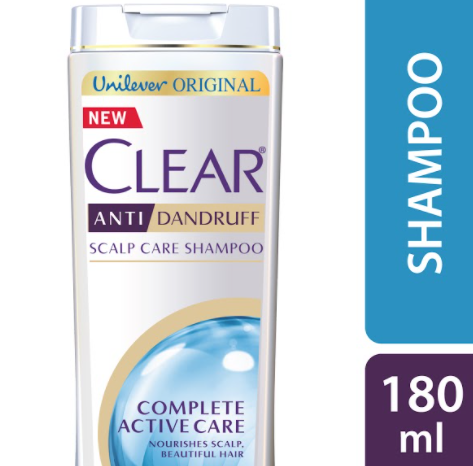 Unilever ORIGINAL
NEW
CLEAR®
ANTI DANDRUFF
SCALP CARE SHAMPOO
COMPLETE
ACTIVE CARE
NOURISHES SCALP,
BEAUTIFUL HAIR
SHAMPOO
180
ml